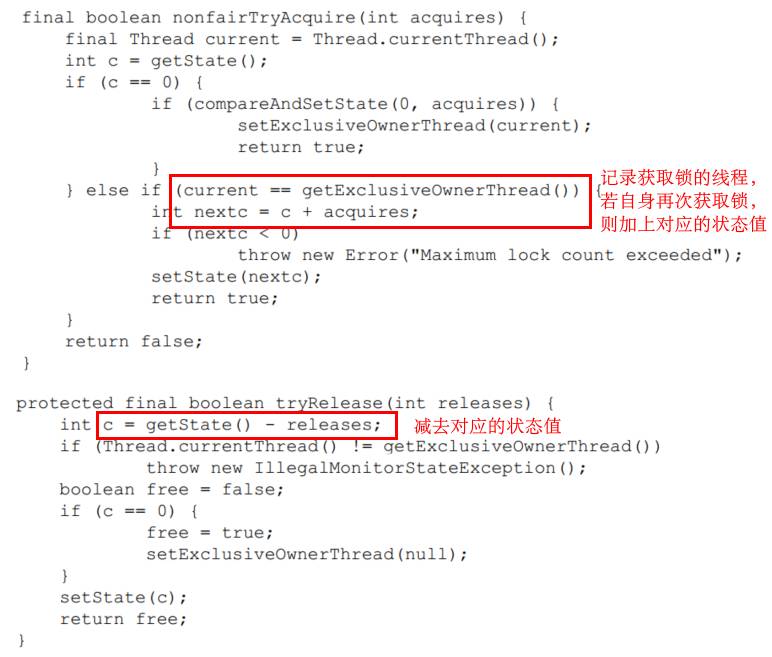 final boolean nonfairTryAcquire(int acquires) {
final Thread current = Thread.currentThread();
int c = getState();
if (c == 0) {
if (compareAndSetState(0, acquires)) {
setExclusiveOwnerThread(current);
return true;
}
} else if (current == getExclusiveOwnerThread()) {
int nextc = c + acquires;
if (nextc < 0)
throw new Error("Maximum lock count exceeded");
setState(nextc);
return true;
}
return false;
}
记录获取锁的线程,
若自身再次获取锁,
则加上对应的状态值
protected final boolean tryRelease(int releases) {
int c = getState() - releases;
减去对应的状态值
if (Thread.currentThread() != getExclusiveOwnerThread())
throw new IllegalMonitorStateException();
boolean free = false;
if (c == 0) {
free = true;
setExclusiveOwnerThread(null);
}
setState(c);
return free;
}